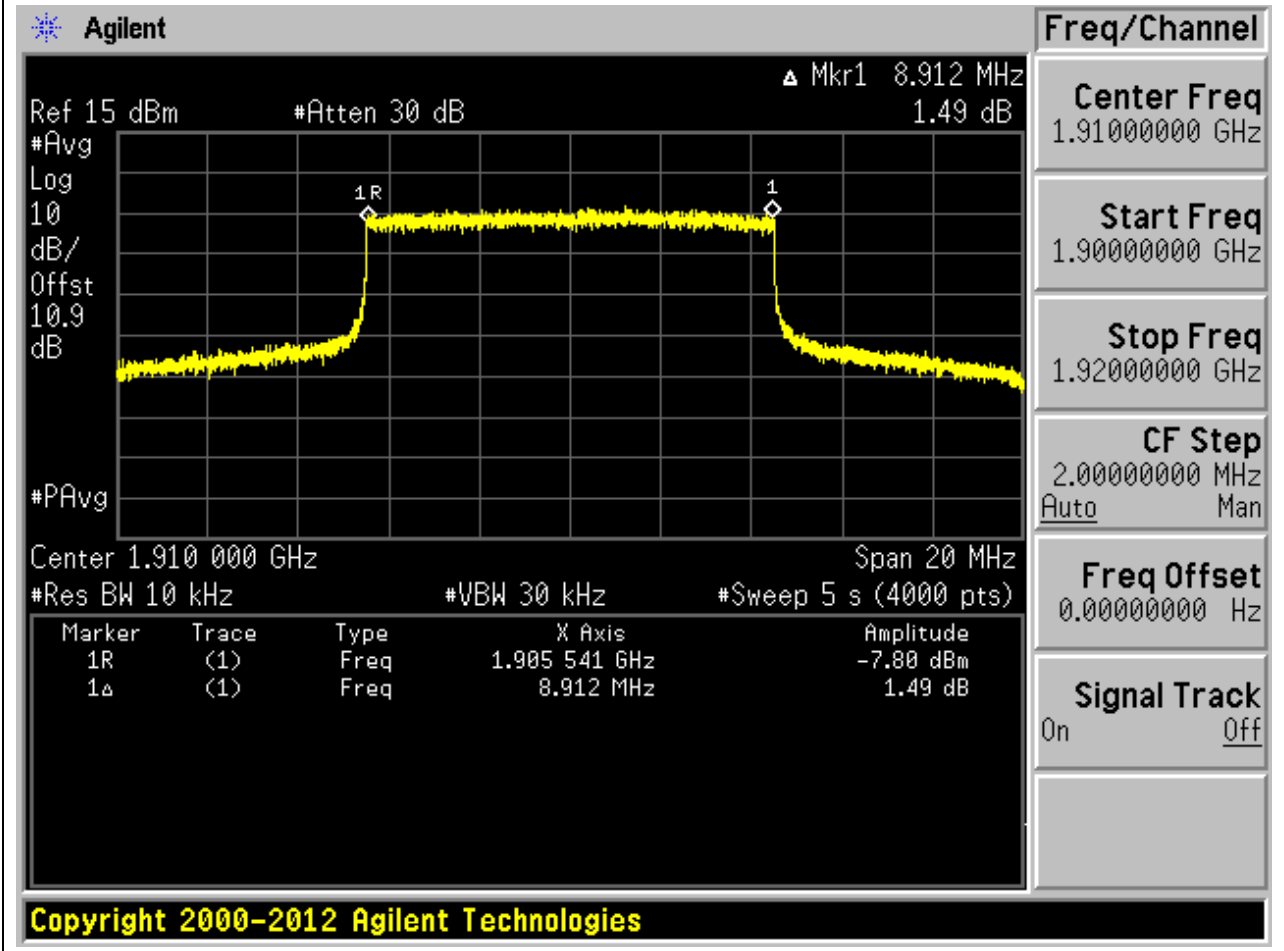 Agilent
Freq/Channel
Δ Mkr1 8.912 MHz
Ref 15 dBm #Atten 30 dB 1.49 dB
#Avg
Log
10
dB/
Offst
10.9
dB
1R
1
#PAvg
Center 1.910 000 GHz Span 20 MHz
#Res BW 10 kHz #VBW 30 kHz #Sweep 5 s (4000 pts)
Marker Trace Type X Axis Amplitude
1R (1) Freq 1.905 541 GHz -7.80 dBm
1Δ (1) Freq 8.912 MHz 1.49 dB
Center Freq
1.91000000 GHz
Start Freq
1.90000000 GHz
Stop Freq
1.92000000 GHz
CF Step
2.00000000 MHz
Auto Man
Freq Offset
0.00000000 Hz
Signal Track
On Off
Copyright 2000-2012 Agilent Technologies